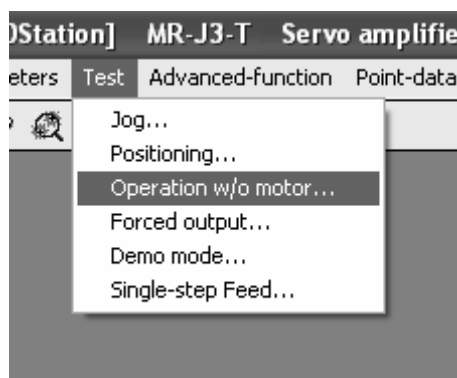 0Station] MR-J3-T Servo amplifie
eters Test Advanced-function Point-data
Jog...
Positioning...
Operation w/o motor...
Forced output...
Demo mode...
Single-step Feed...